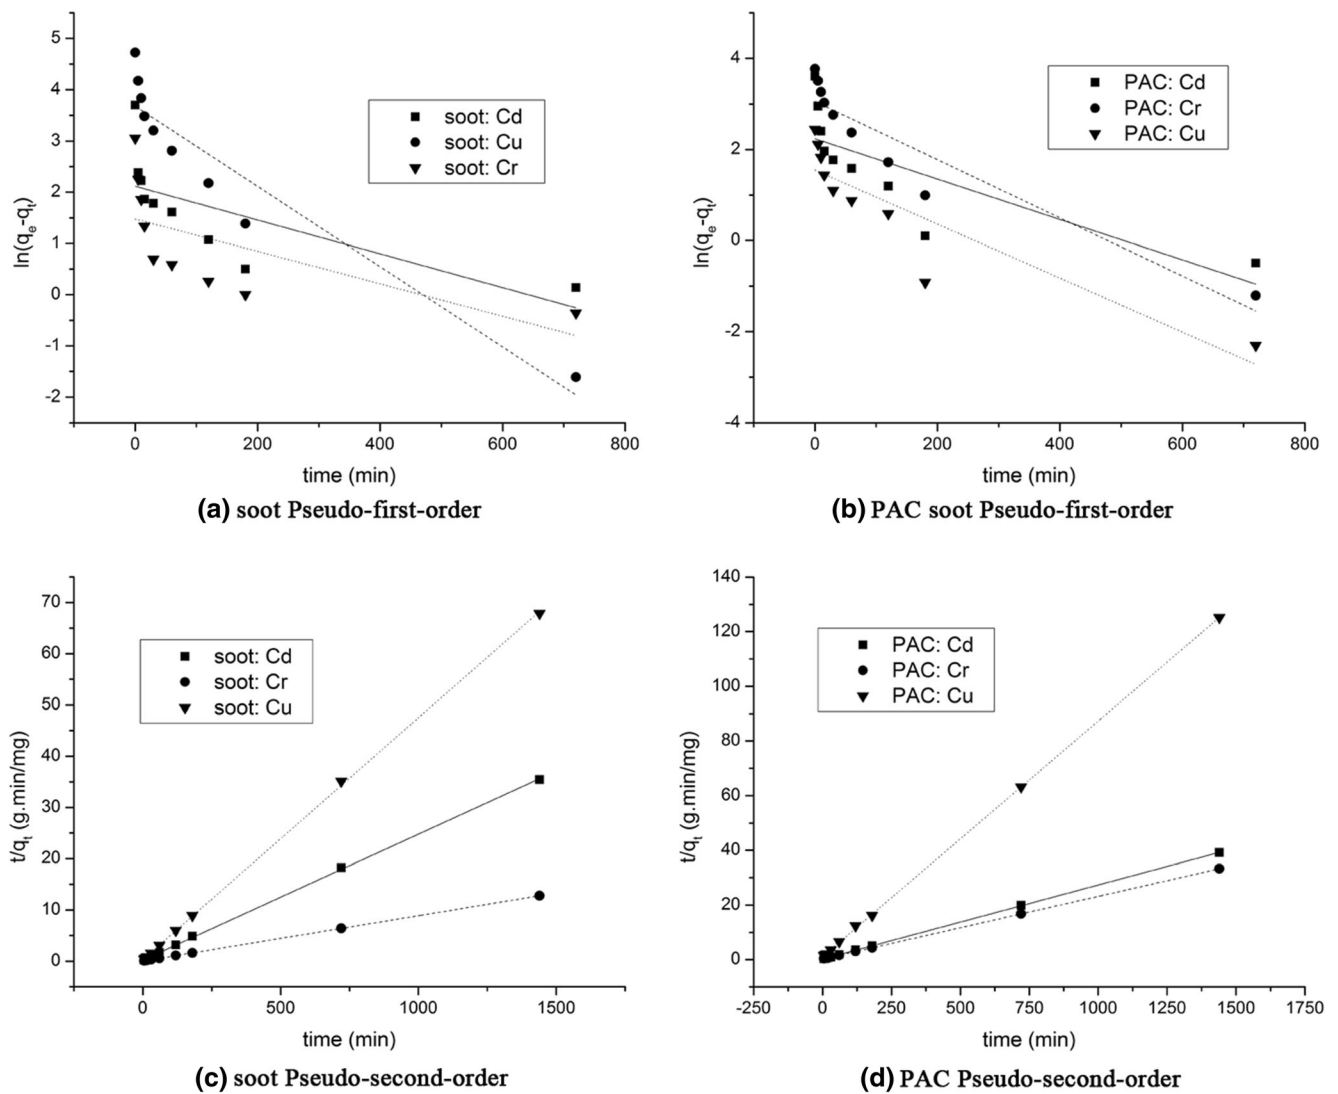 5
4
3
2
1
0
-1
-2
ln(qe-qt)
soot: Cd
soot: Cu
soot: Cr
0 200 400 600 800
time (min)
(a) soot Pseudo-first-order
4
2
0
-2
-4
ln(qe-qt)
PAC: Cd
PAC: Cr
PAC: Cu
0 200 400 600 800
time (min)
(b) PAC soot Pseudo-first-order
70
60
50
40
30
20
10
0
t/qt (g.min/mg)
soot: Cd
soot: Cr
soot: Cu
0 500 1000 1500
time (min)
(c) soot Pseudo-second-order
140
120
100
80
60
40
20
0
t/qt (g.min/mg)
PAC: Cd
PAC: Cr
PAC: Cu
-250 0 250 500 750 1000 1250 1500 1750
time (min)
(d) PAC Pseudo-second-order